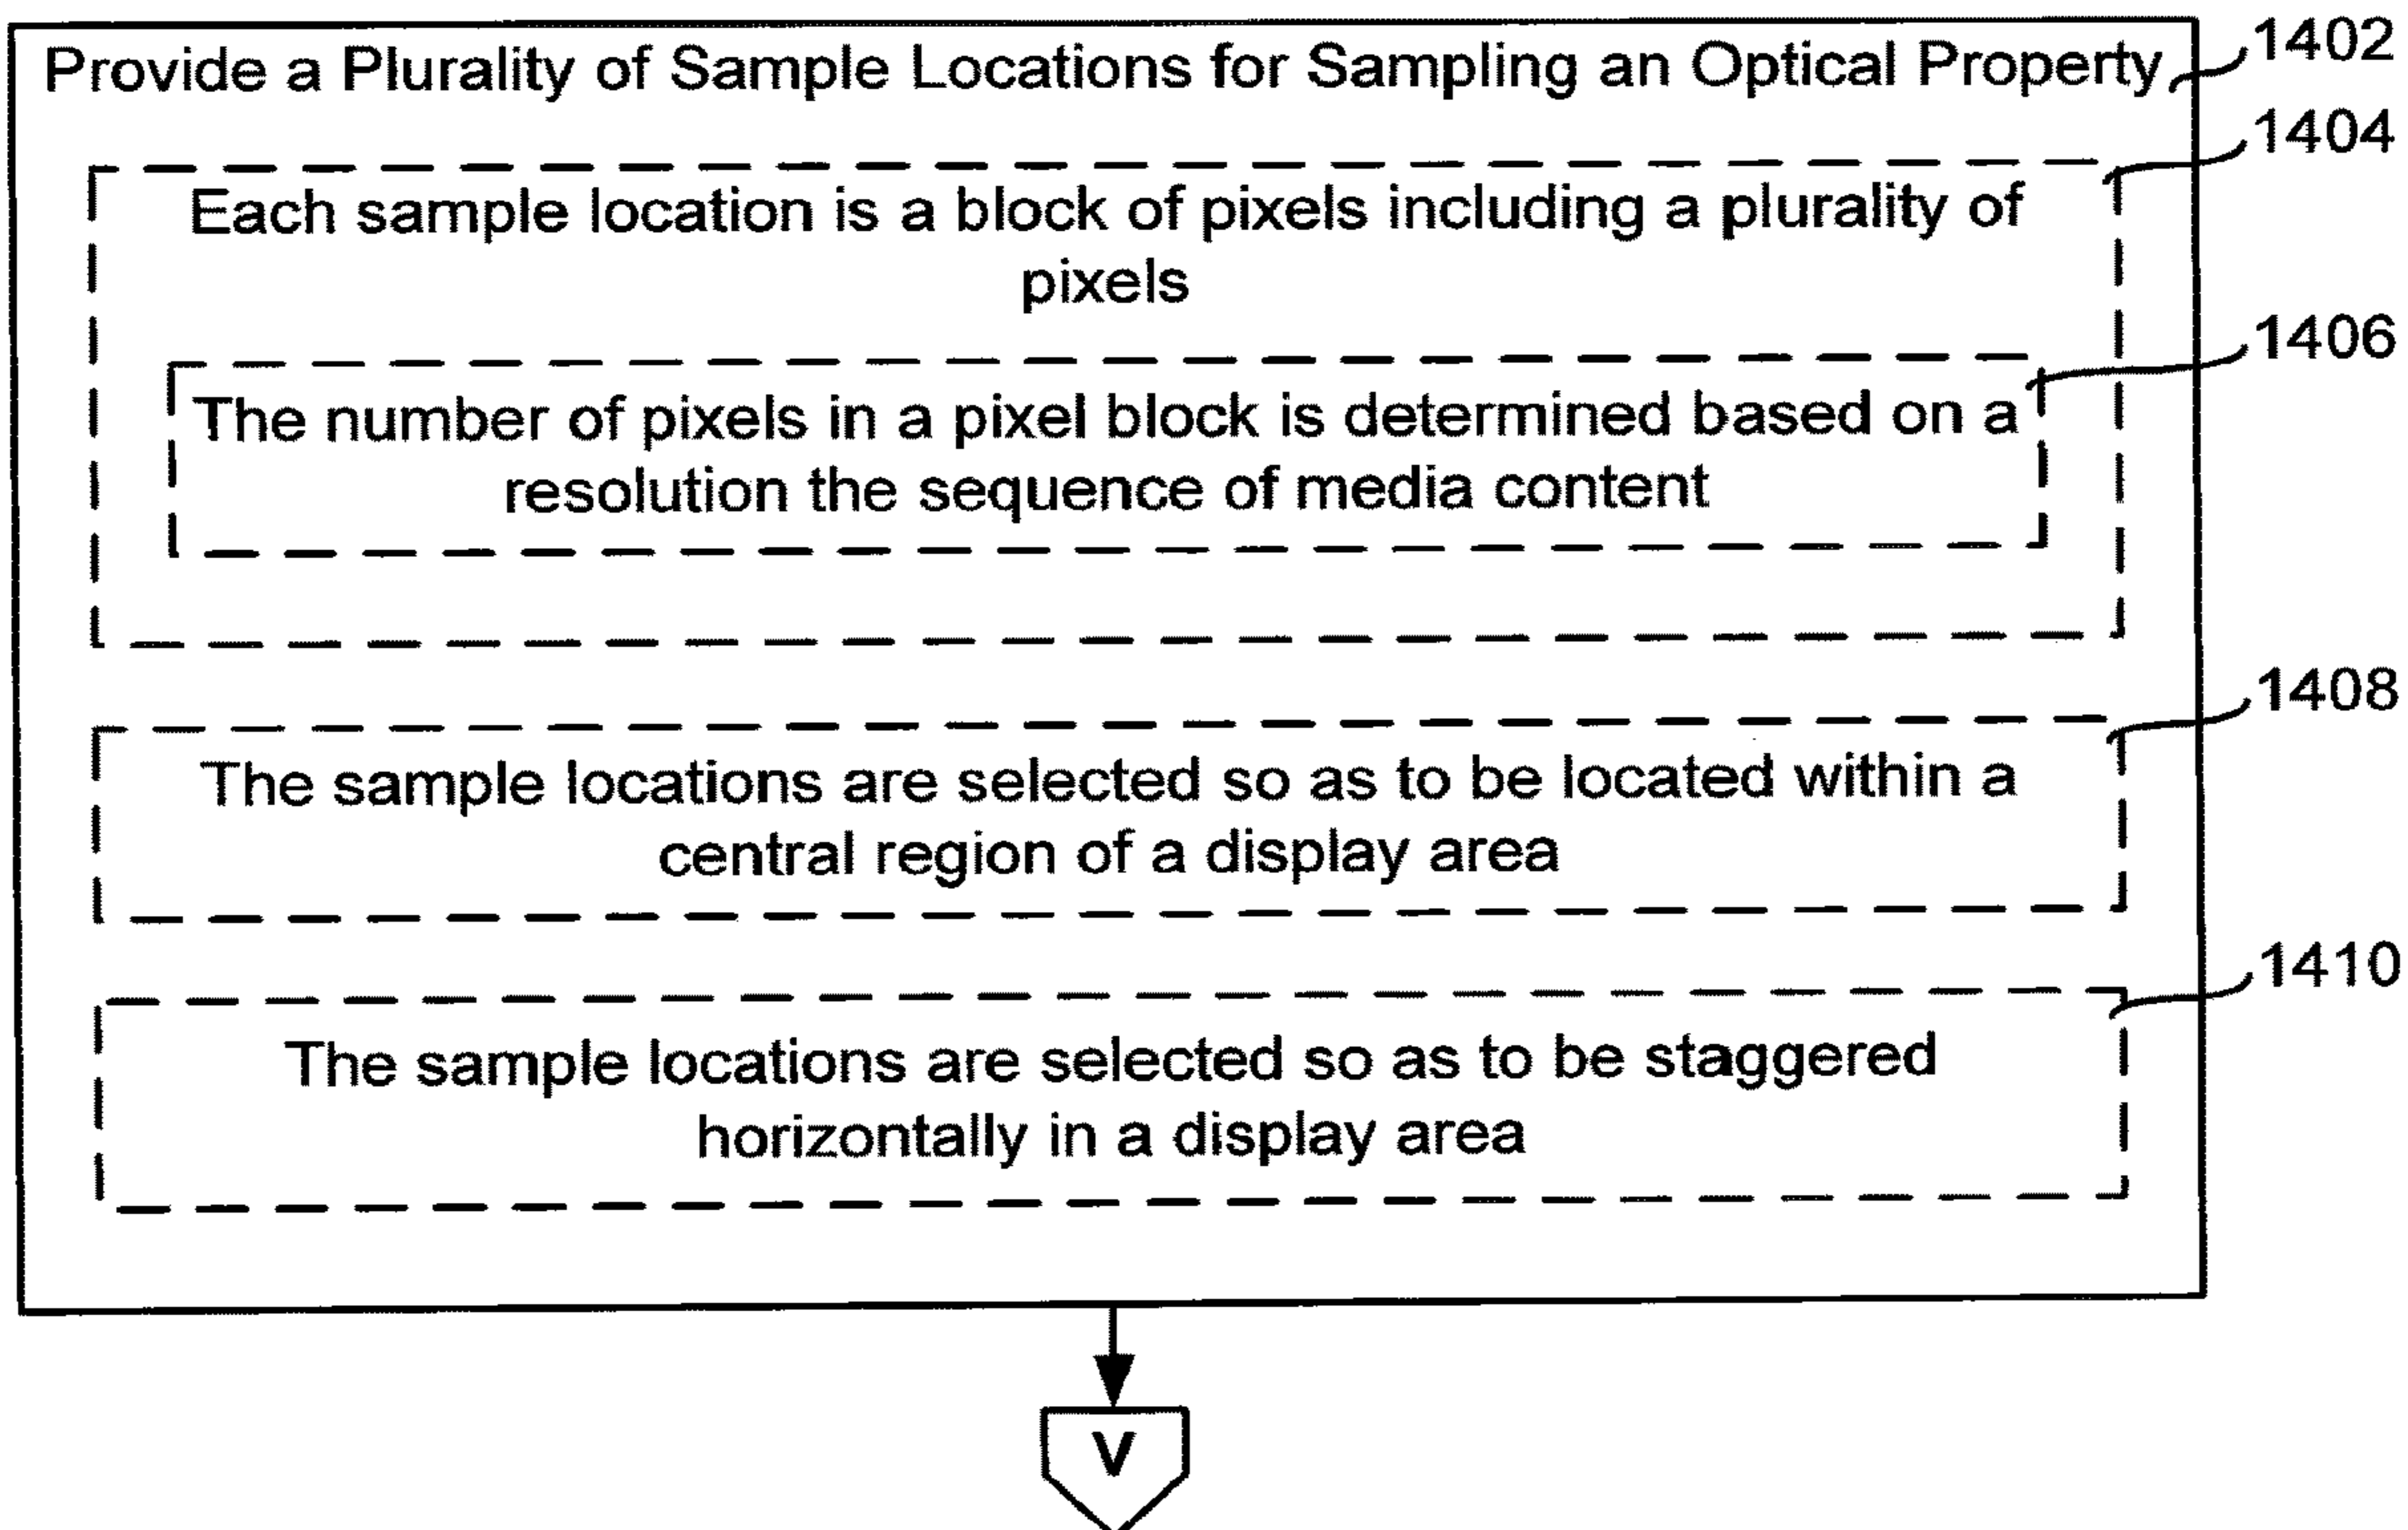 Provide a Plurality of Sample Locations for Sampling an Optical Property
1402
1404
Each sample location is a block of pixels including a plurality of
pixels
1406
The number of pixels in a pixel block is determined based on a
resolution the sequence of media content
1408
The sample locations are selected so as to be located within a
central region of a display area
1410
The sample locations are selected so as to be staggered
horizontally in a display area
V